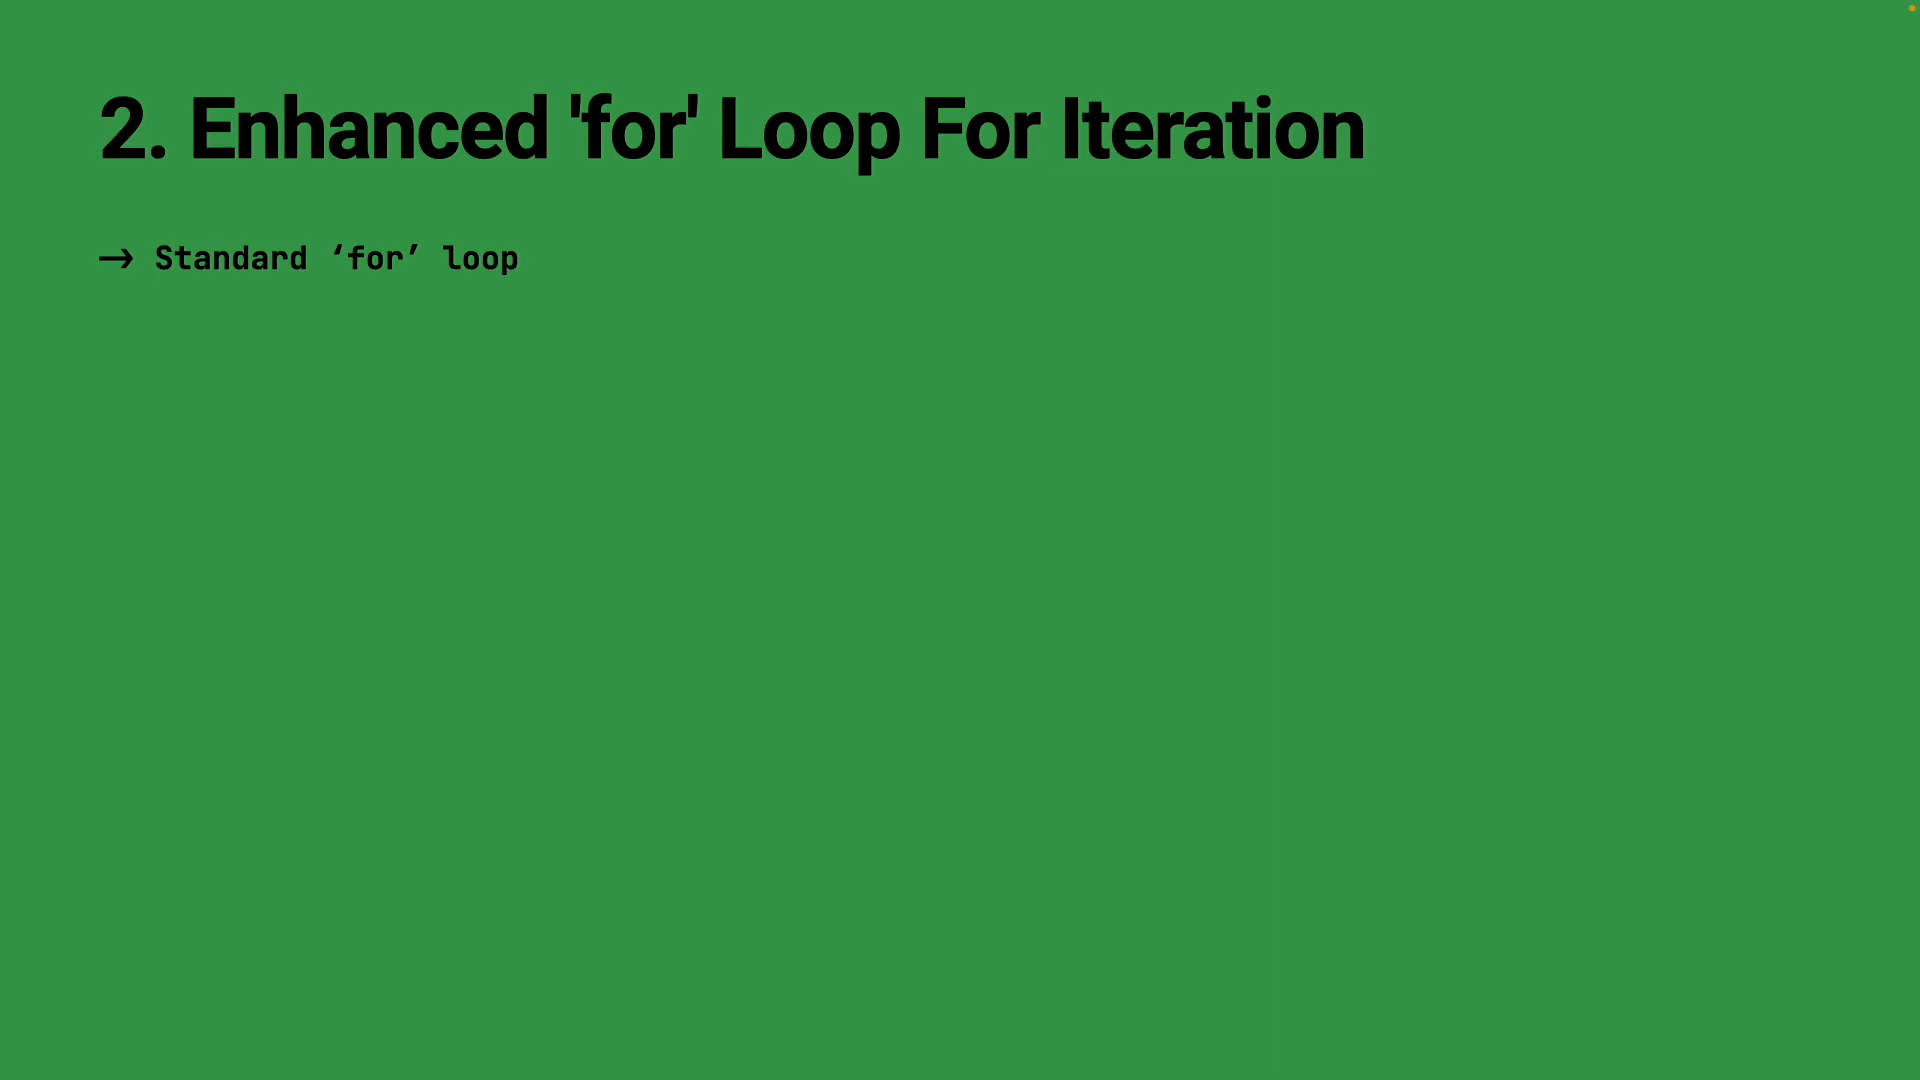 2. Enhanced 'for' Loop For Iteration
→ Standard ‘for’ loop